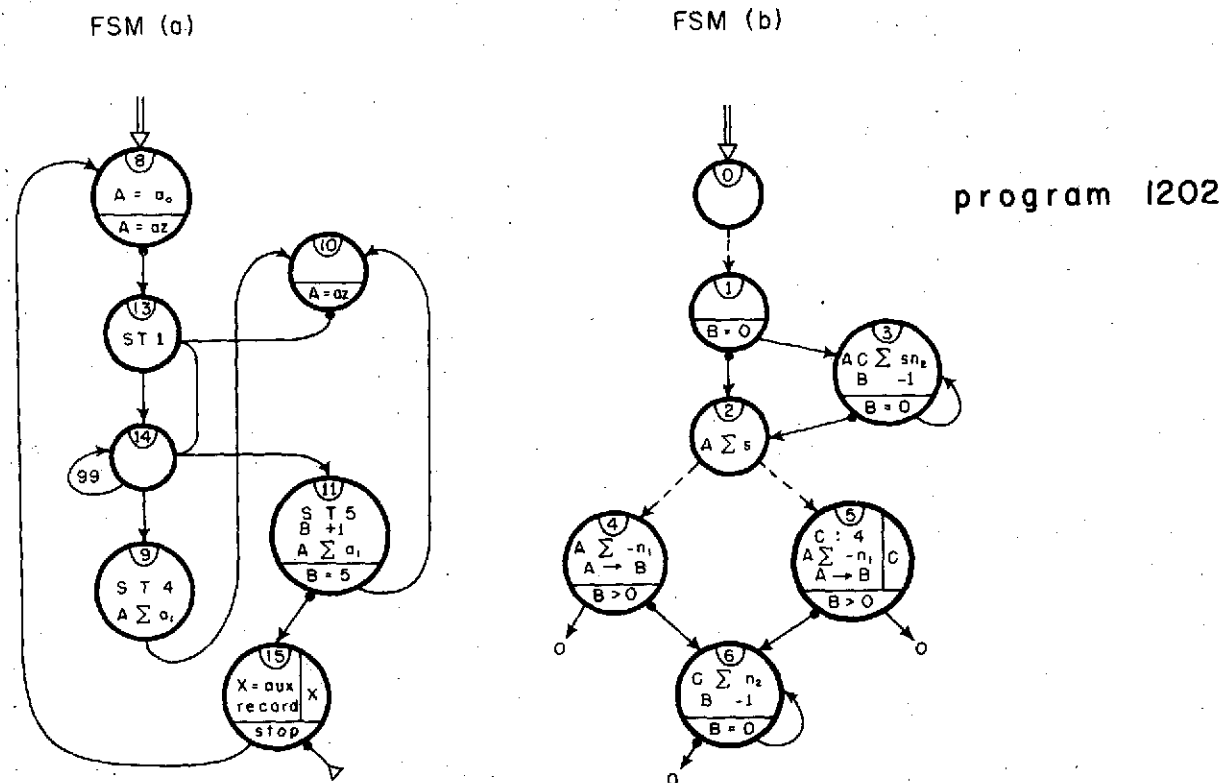 FSM (a)
FSM (b)
program 1202
8
A = a₀
A = az
13
S T 1
10
A = az
14
99
11
S T 5
B +1
A Σ a₁
B = 5
9
S T 4
A Σ a₁
15
X = aux
record
X
stop
0
1
B = 0
3
A C Σ sn₂
B -1
B = 0
2
A Σ s
4
A Σ -n₁
A → B
B > 0
0
5
C : 4
A Σ -n₁
A → B
C
B > 0
0
6
C Σ n₂
B -1
B = 0
0